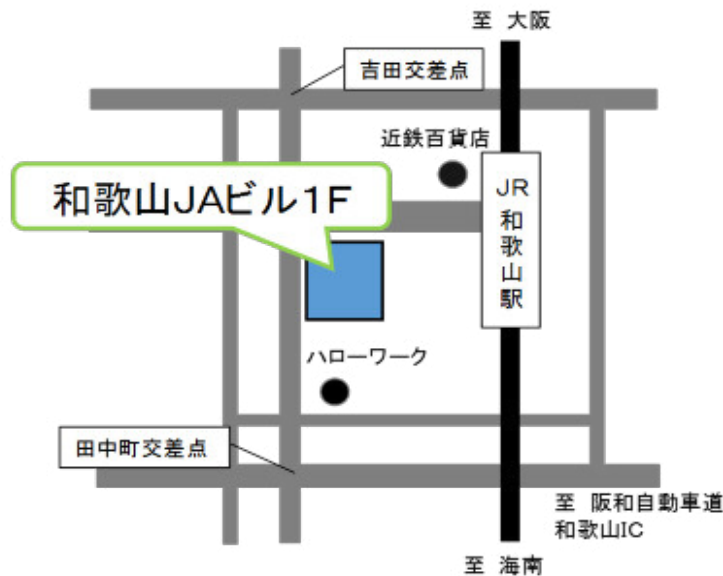 至 大阪
吉田交差点
近鉄百貨店
和歌山JAビル1F
JR
和歌山駅
ハローワーク
田中町交差点
至 阪和自動車道
和歌山IC
至 海南